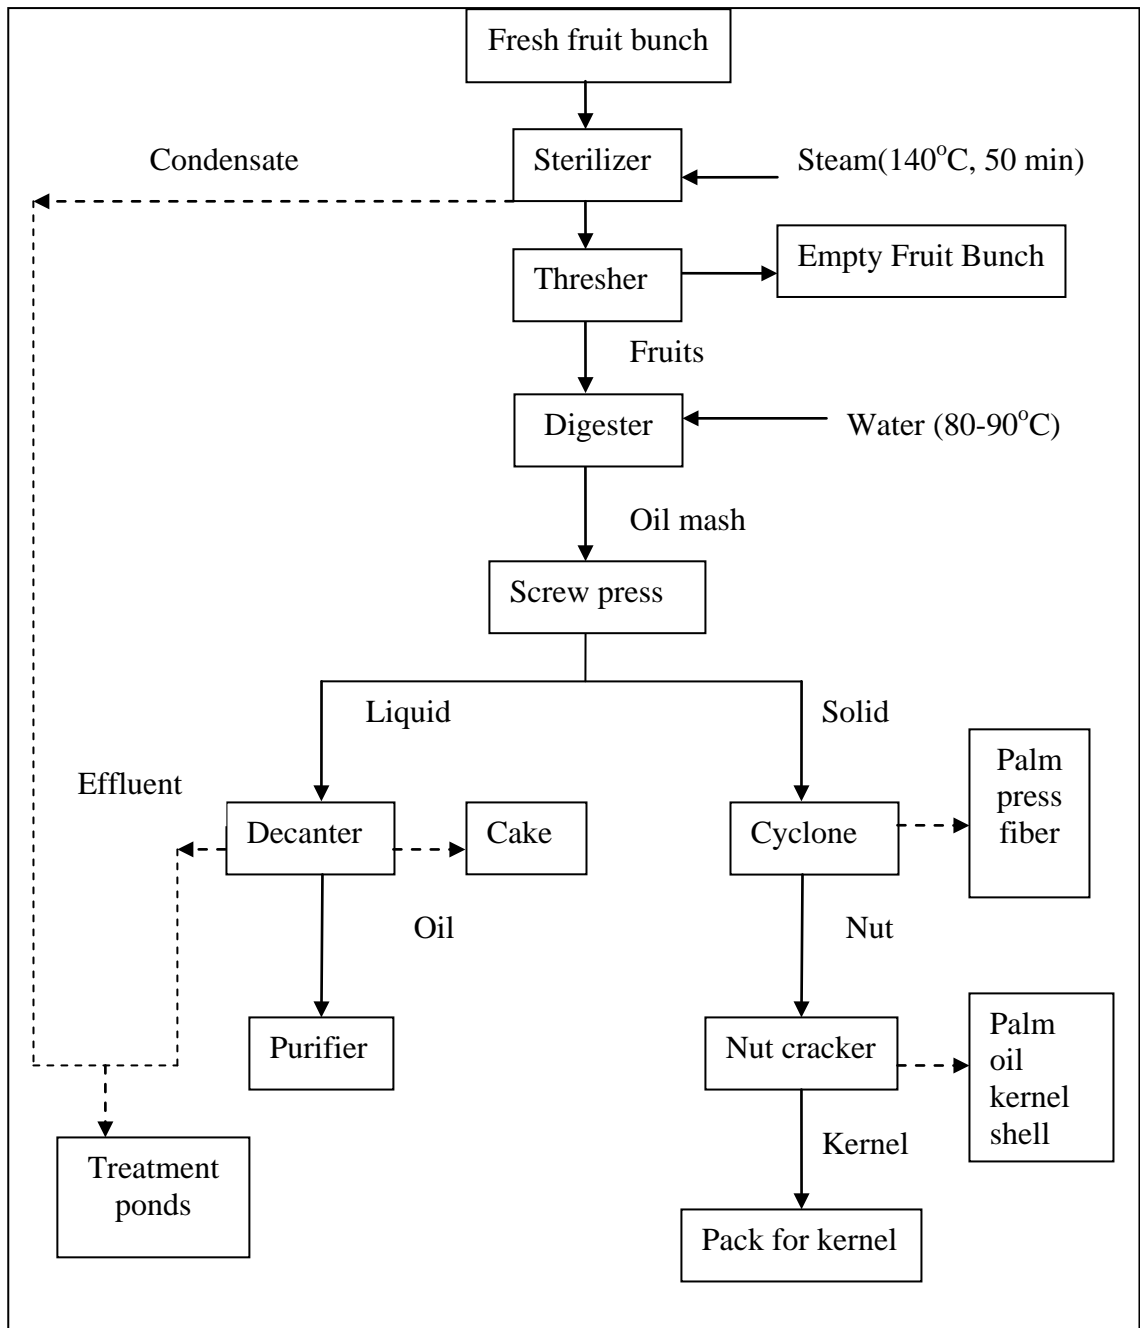 Fresh fruit bunch
Condensate
Sterilizer
Steam(140°C, 50 min)
Thresher
Empty Fruit Bunch
Fruits
Digester
Water (80-90°C)
Oil mash
Screw press
Liquid
Solid
Effluent
Decanter
Cake
Cyclone
Palm
press
fiber
Oil
Nut
Purifier
Nut cracker
Palm
oil
kernel
shell
Kernel
Treatment
ponds
Pack for kernel